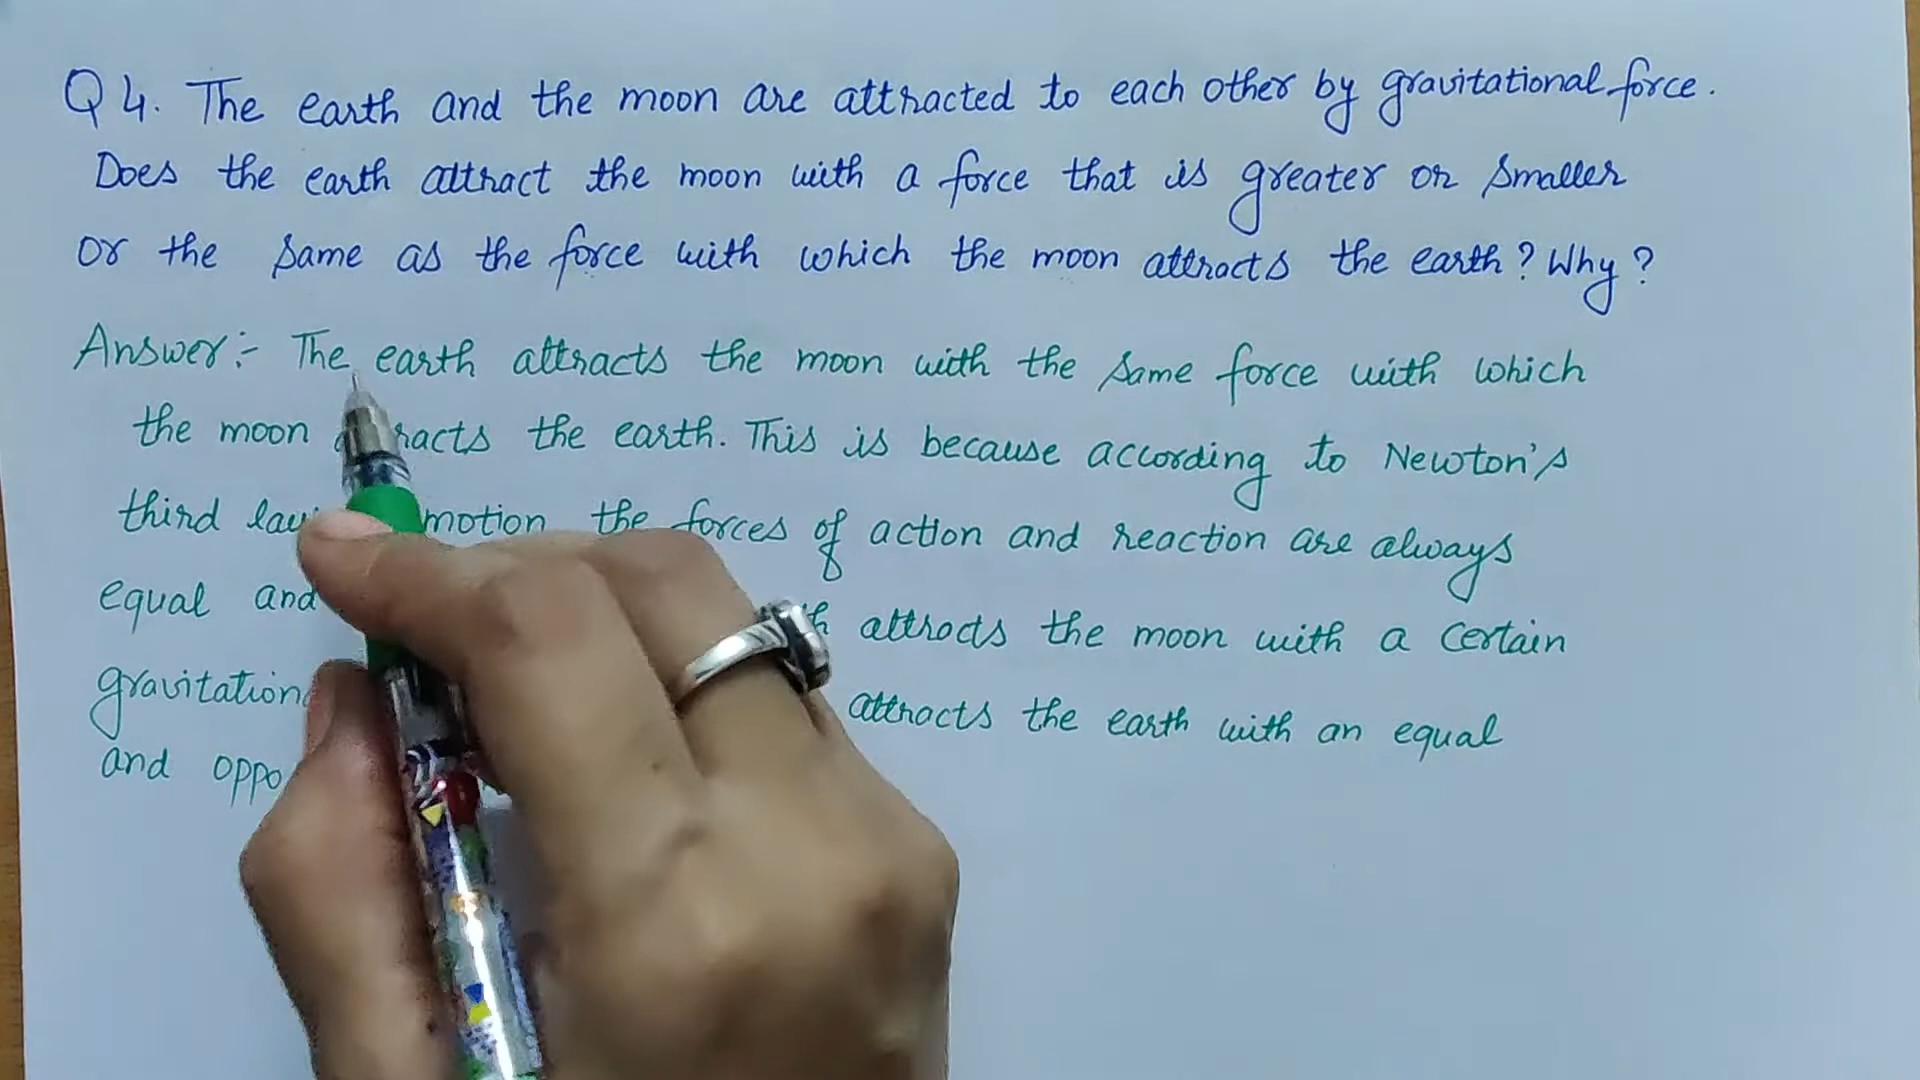 Q 4. The earth and the moon are attracted to each other by gravitational force.
Does the earth attract the moon with a force that is greater or smaller
or the same as the force with which the moon attracts the earth? Why?
Answer:- The earth attracts the moon with the same force with which
the moon attracts the earth. This is because according to Newton's
third law motion the forces of action and reaction are always
equal and attracts the moon with a certain
attracts the earth with an equal
and